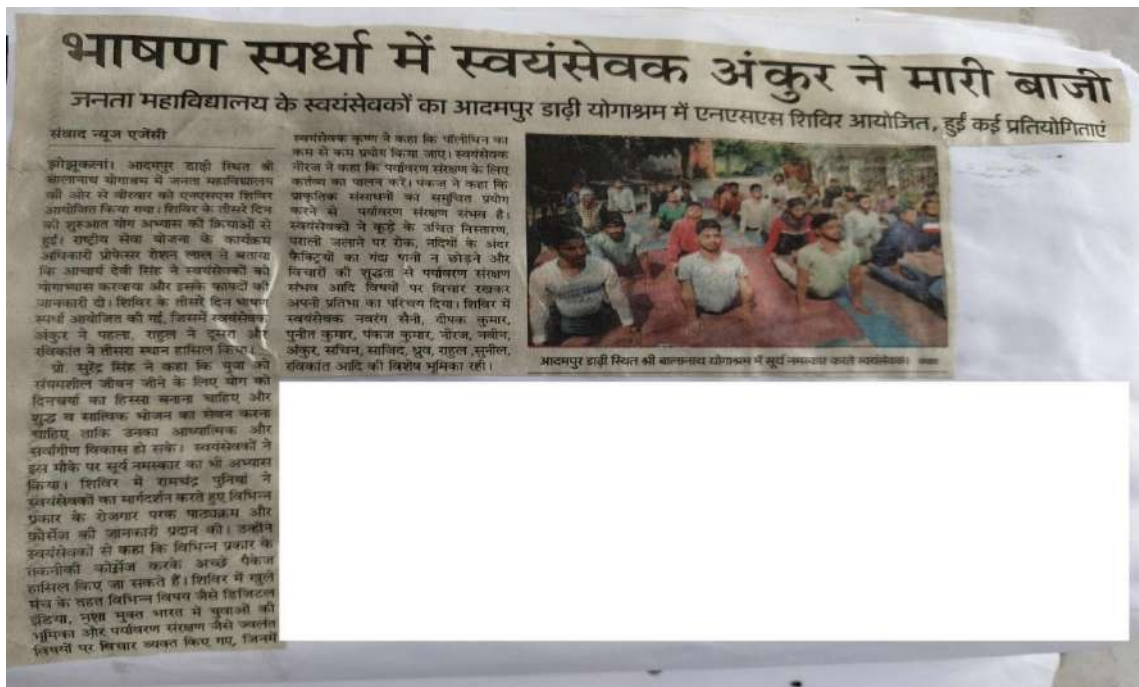 भाषण स्पर्धा में स्वयंसेवक अंकुर ने मारी बाजी
जनता महाविद्यालय के स्वयंसेवकों का आदमपुर डाढ़ी योगाश्रम में एनएसएस शिविर आयोजित, हुईं कई प्रतियोगिताएं
संवाद न्यूज एजेंसी
झोझूकलां। आदमपुर डाढ़ी स्थित श्री
बालानाथ योगाश्रम में जनता महाविद्यालय
की ओर से वीरवार को एनएसएस शिविर
आयोजित किया गया। शिविर के तीसरे दिन
की शुरुआत योग अभ्यास की क्रियाओं से
हुई। राष्ट्रीय सेवा योजना के कार्यक्रम
अधिकारी प्रोफेसर रोशन लाल ने बताया
कि आचार्य देवी सिंह ने स्वयंसेवकों को
योगाभ्यास करवाया और इसके फायदों की
जानकारी दी। शिविर के तीसरे दिन भाषण
स्पर्धा आयोजित की गई, जिसमें स्वयंसेवक
अंकुर ने पहला, राहुल ने दूसरा और
रविकांत ने तीसरा स्थान हासिल किया।
प्रो. सुरेंद्र सिंह ने कहा कि युवा को
संयमशील जीवन जीने के लिए योग को
दिनचर्या का हिस्सा बनाना चाहिए और
शुद्ध व सात्विक भोजन का सेवन करना
चाहिए ताकि उनका आध्यात्मिक और
सर्वांगीण विकास हो सके। स्वयंसेवकों ने
इस मौके पर सूर्य नमस्कार का भी अभ्यास
किया। शिविर में रामचंद्र पुनिया ने
स्वयंसेवकों का मार्गदर्शन करते हुए विभिन्न
प्रकार के रोजगार परक पाठ्यक्रम और
कोर्सेज की जानकारी प्रदान की। उन्होंने
स्वयंसेवकों से कहा कि विभिन्न प्रकार के
तकनीकी कोर्सेज करके अच्छे पैकेज
हासिल किए जा सकते हैं। शिविर में खुले
मंच के तहत विभिन्न विषय जैसे डिजिटल
इंडिया, नशा मुक्त भारत में युवाओं की
भूमिका और पर्यावरण संरक्षण जैसे ज्वलंत
विषयों पर विचार व्यक्त किए गए, जिनमें
स्वयंसेवक कृष्णा ने कहा कि पॉलीथिन का
कम से कम प्रयोग किया जाए। स्वयंसेवक
नीरज ने कहा कि पर्यावरण संरक्षण के लिए
कर्तव्य का पालन करें। पंकज ने कहा कि
प्राकृतिक संसाधनों का समुचित प्रयोग
करने से पर्यावरण संरक्षण संभव है।
स्वयंसेवकों ने कूड़े के उचित निस्तारण,
पराली जलाने पर रोक, नदियों के अंदर
फैक्ट्रियों का गंदा पानी न छोड़ने और
विचारों की शुद्धता से पर्यावरण संरक्षण
संभव आदि विषयों पर विचार रखकर
अपनी प्रतिभा का परिचय दिया। शिविर में
स्वयंसेवक नवरंग सैनी, दीपक कुमार,
पुनीत कुमार, पंकज कुमार, नीरज, नवीन,
अंकुर, सचिन, साजिद, ध्रुव, राहुल ,सुनील,
रविकांत आदि की विशेष भूमिका रही।
आदमपुर डाढ़ी स्थित श्री बालानाथ योगाश्रम में सूर्य नमस्कार करते स्वयंसेवक।